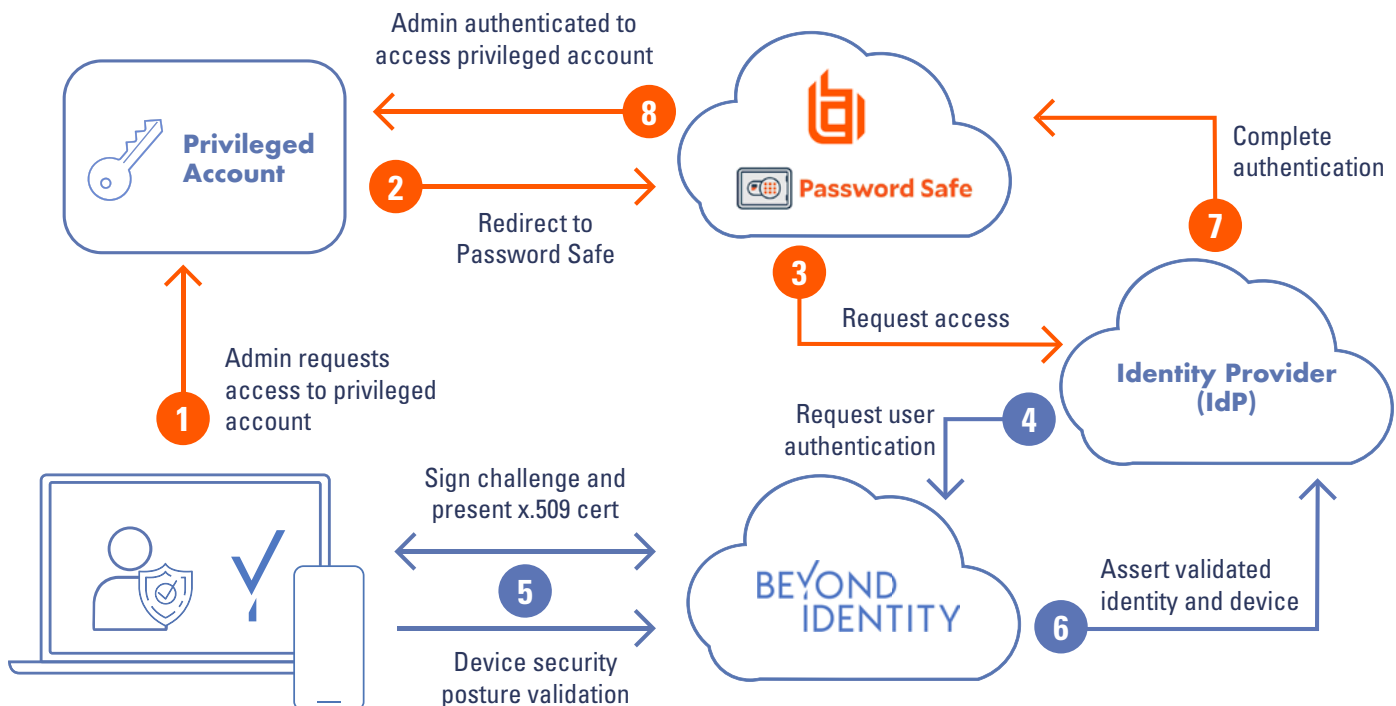 Admin authenticated to
access privileged account
8
Privileged
Account
2
Redirect to
Password Safe
Password Safe
Complete
authentication
7
3
Request access
Identity Provider
(IdP)
Admin requests
access to privileged
account
1
Request user
authentication
4
Sign challenge and
present x.509 cert
5
Device security
posture validation
BEYOND
IDENTITY
Assert validated
identity and device
6